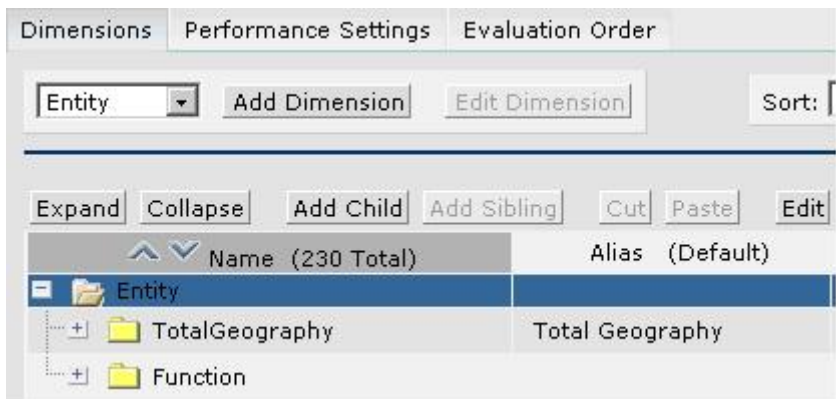 Dimensions Performance Settings Evaluation Order
Entity Add Dimension Edit Dimension Sort:
Expand Collapse Add Child Add Sibling Cut Paste Edit
Name (230 Total) Alias (Default)
Entity
TotalGeography Total Geography
Function